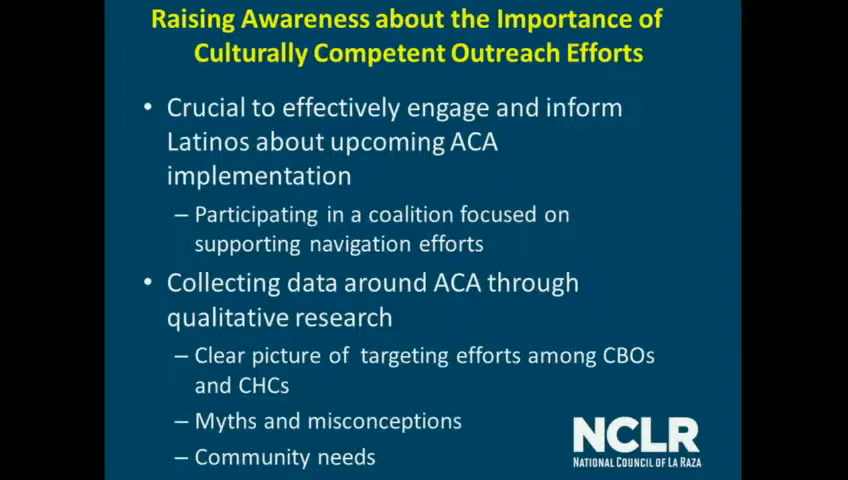 Raising Awareness about the Importance of
Culturally Competent Outreach Efforts
• Crucial to effectively engage and inform
Latinos about upcoming ACA
implementation
– Participating in a coalition focused on
supporting navigation efforts
• Collecting data around ACA through
qualitative research
– Clear picture of targeting efforts among CBOs
and CHCs
– Myths and misconceptions
– Community needs
NCLR
NATIONAL COUNCIL OF LA RAZA